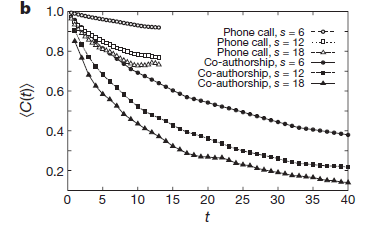 b
1.0
0.8
0.6
0.4
0.2
⟨C(t)⟩
Phone call, s = 6
Phone call, s = 12
Phone call, s = 18
Co-authorship, s = 6
Co-authorship, s = 12
Co-authorship, s = 18
0 5 10 15 20 25 30 35 40
t